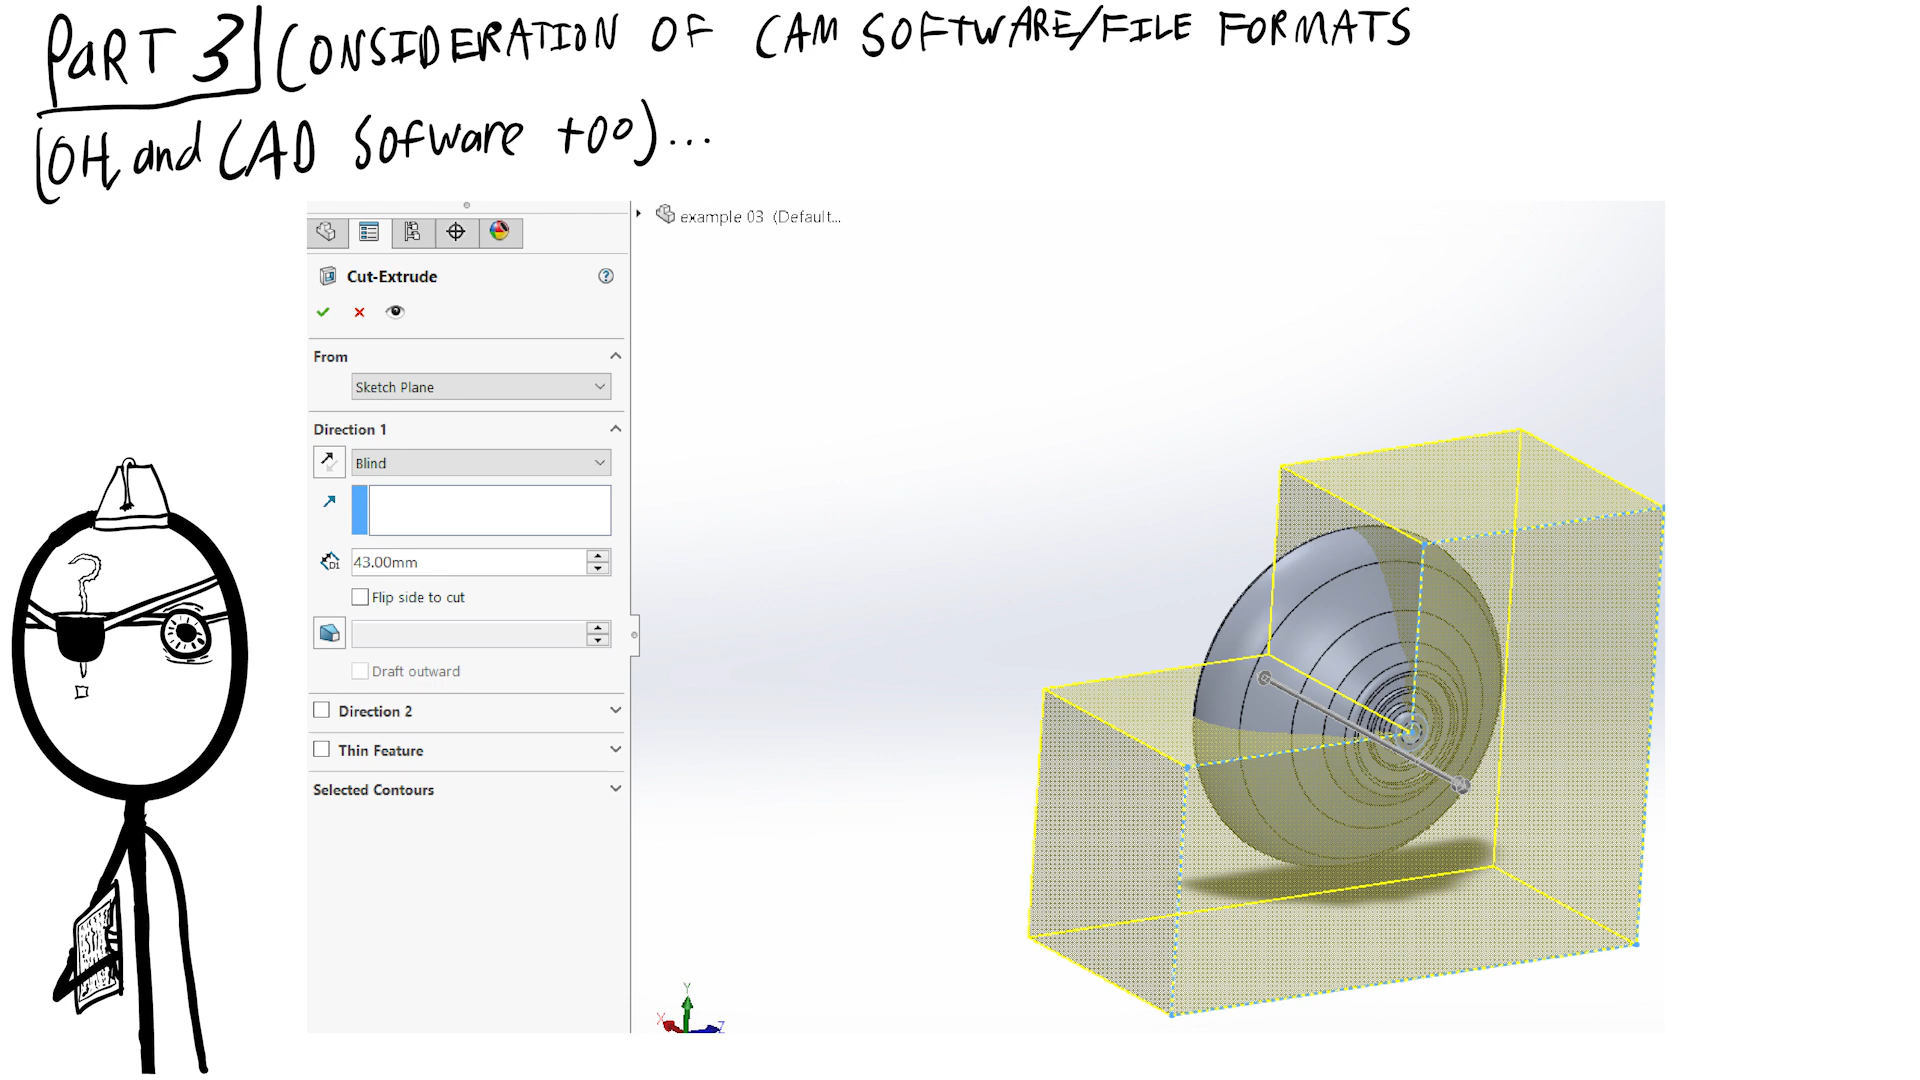 PaRT 3 CONSIDERATION OF CAM SOFTWARE/FILE FORMATS
(OH, and CAD Sofware too)...
example 03 (Default...
Cut-Extrude
From
Sketch Plane
Direction 1
Blind
D1
43.00mm
Flip side to cut
Draft outward
Direction 2
Thin Feature
Selected Contours
?
Y
X
Z